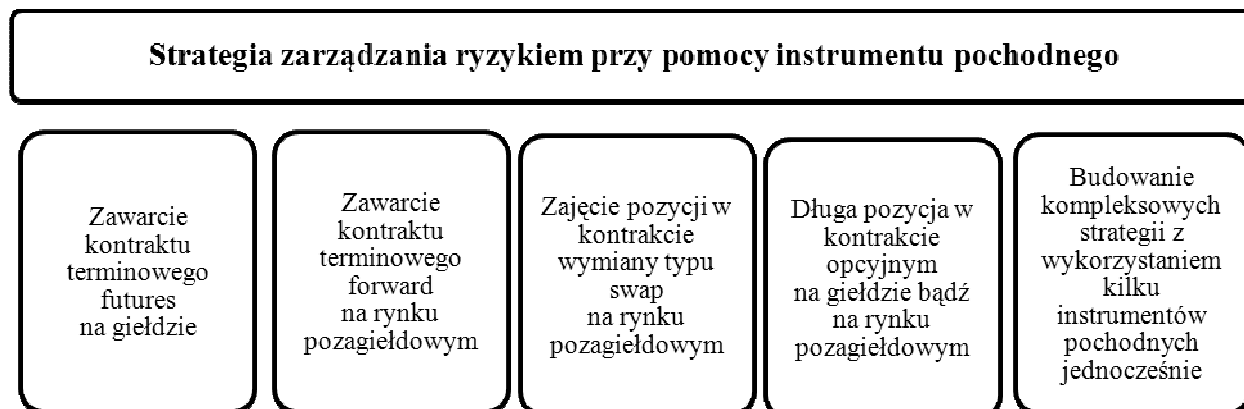 Strategia zarządzania ryzykiem przy pomocy instrumentu pochodnego
Zawarcie
kontraktu
terminowego
futures
na giełdzie
Zawarcie
kontraktu
terminowego
forward
na rynku
pozagiełdowym
Zajęcie pozycji w
kontrakcie
wymiany typu
swap
na rynku
pozagiełdowym
Długa pozycja w
kontrakcie
opcyjnym
na giełdzie bądź
na rynku
pozagiełdowym
Budowanie
kompleksowych
strategii z
wykorzystaniem
kilku
instrumentów
pochodnych
jednocześnie